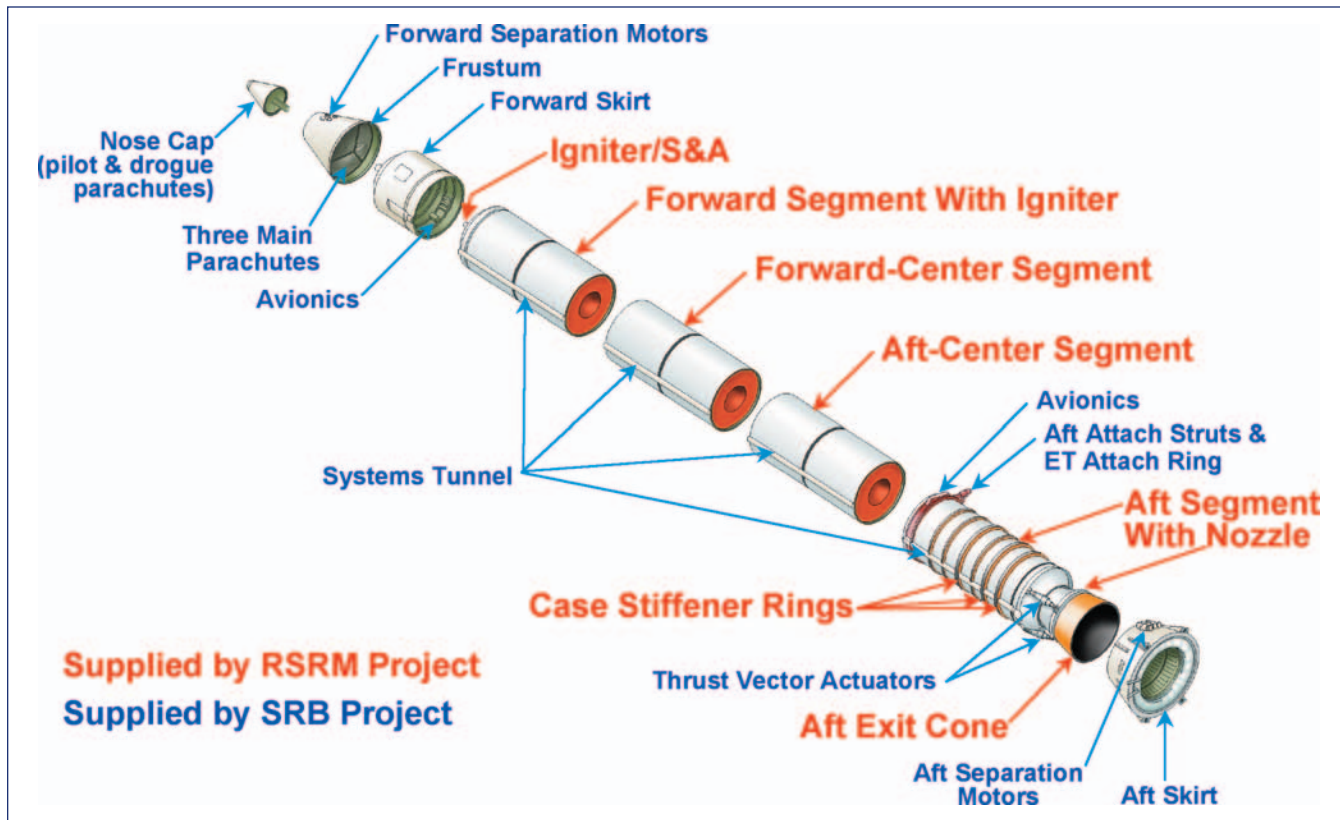 Forward Separation Motors
Frustum
Forward Skirt
Nose Cap
(pilot & drogue
parachutes)
Igniter/S&A
Forward Segment With Igniter
Three Main
Parachutes
Avionics
Forward-Center Segment
Aft-Center Segment
Avionics
Aft Attach Struts &
ET Attach Ring
Systems Tunnel
Aft Segment
With Nozzle
Case Stiffener Rings
Supplied by RSRM Project
Supplied by SRB Project
Thrust Vector Actuators
Aft Exit Cone
Aft Separation
Motors
Aft Skirt